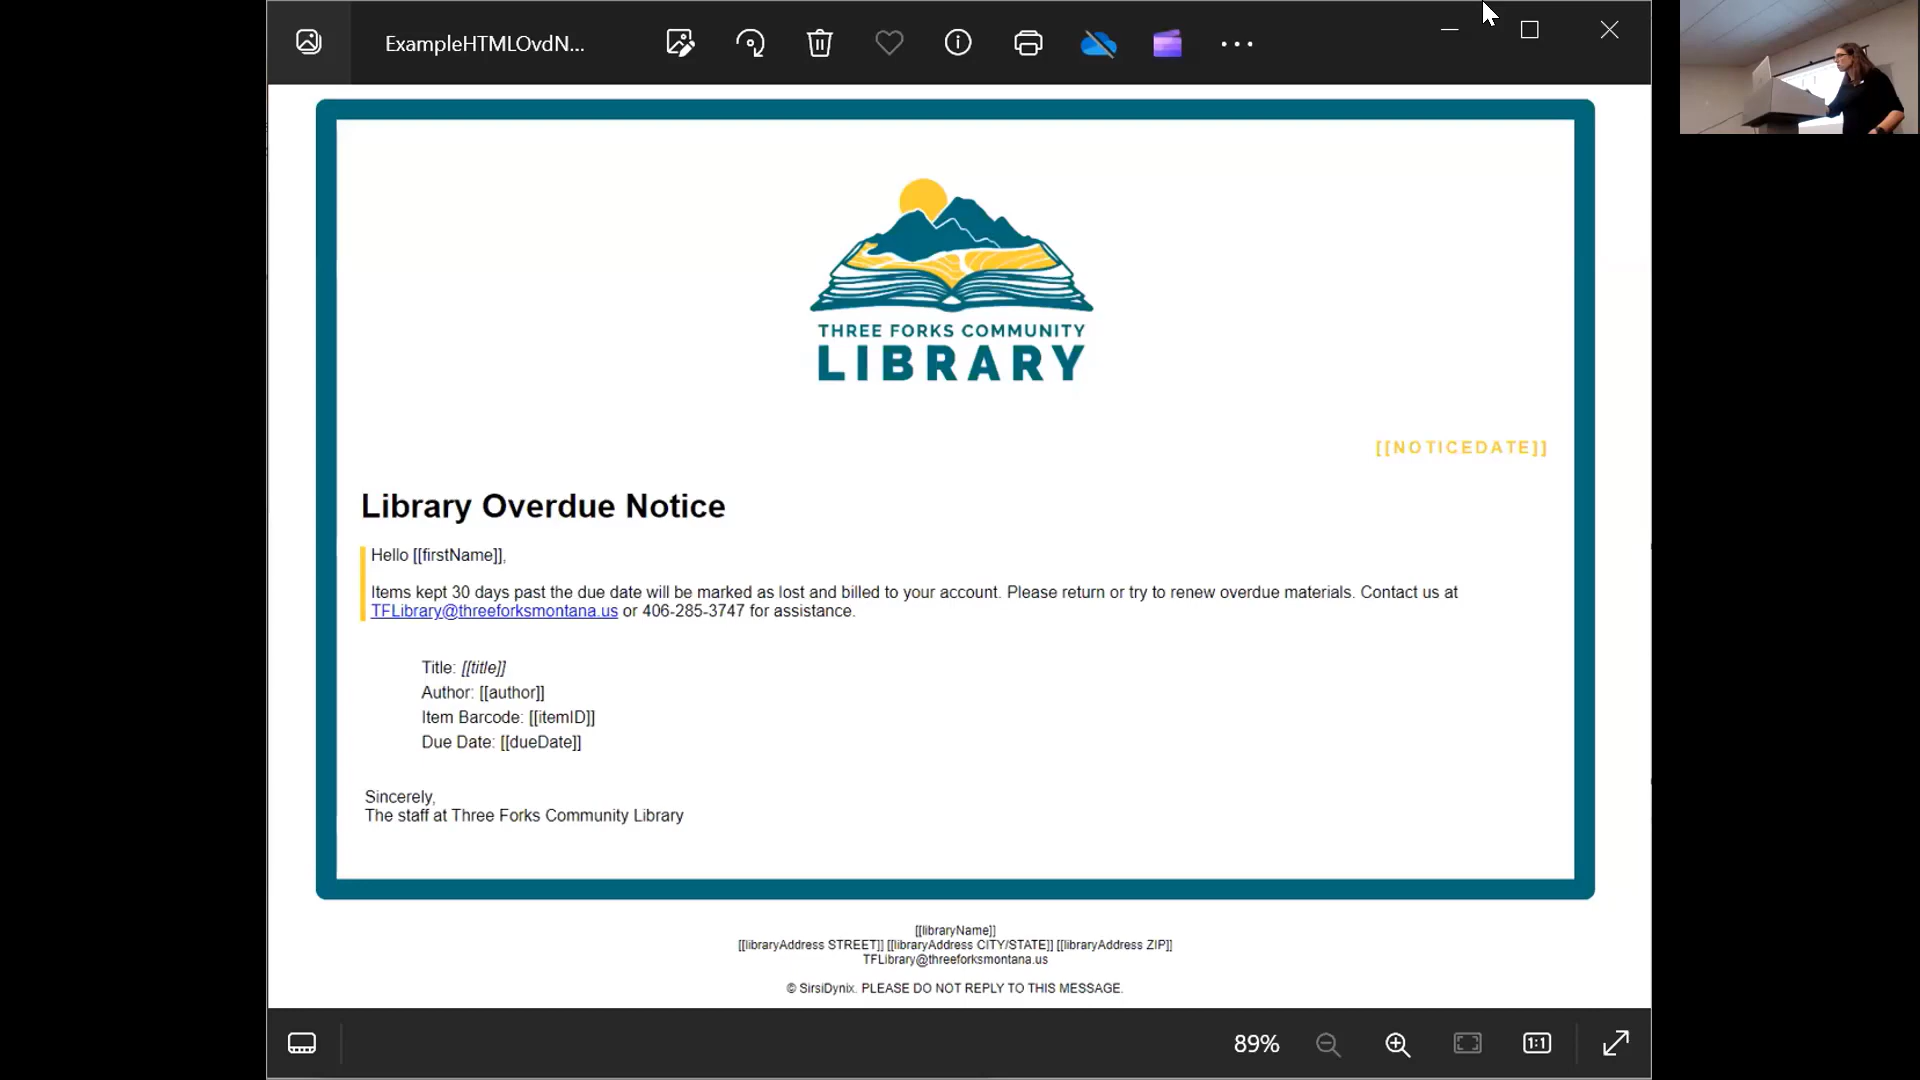 ExampleHTMLOvdN...
THREE FORKS COMMUNITY
LIBRARY
[[NOTICEDATE]]
Library Overdue Notice
Hello [[firstName]],
Items kept 30 days past the due date will be marked as lost and billed to your account. Please return or try to renew overdue materials. Contact us at
TFLibrary@threeforksmontana.us or 406-285-3747 for assistance.
Title: [[title]]
Author: [[author]]
Item Barcode: [[itemID]]
Due Date: [[dueDate]]
Sincerely,
The staff at Three Forks Community Library
[[libraryName]]
[[libraryAddress STREET]] [[libraryAddress CITY/STATE]] [[libraryAddress ZIP]]
TFLibrary@threeforksmontana.us
© SirsiDynix. PLEASE DO NOT REPLY TO THIS MESSAGE.
89%
1:1